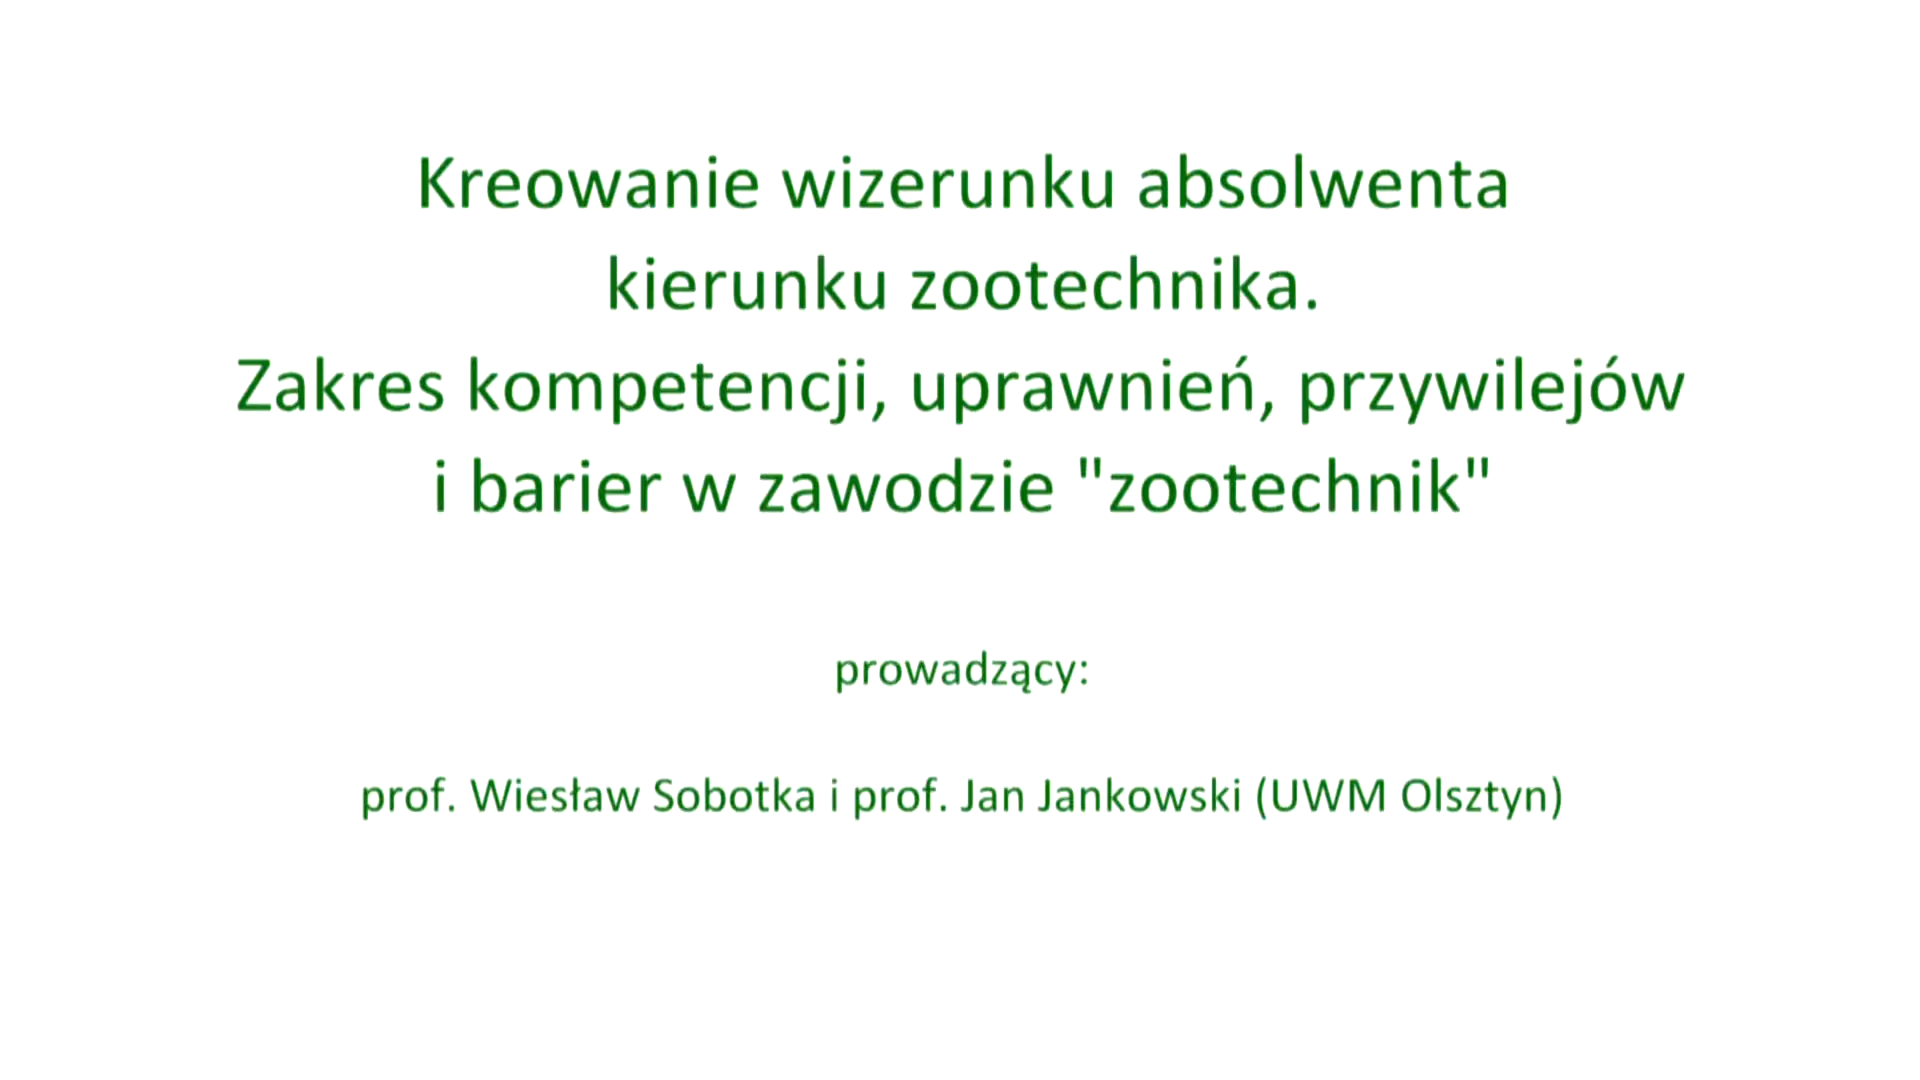 Kreowanie wizerunku absolwenta
kierunku zootechnika.
Zakres kompetencji, uprawnień, przywilejów
i barier w zawodzie "zootechnik"
prowadzący:
prof. Wiesław Sobotka i prof. Jan Jankowski (UWM Olsztyn)